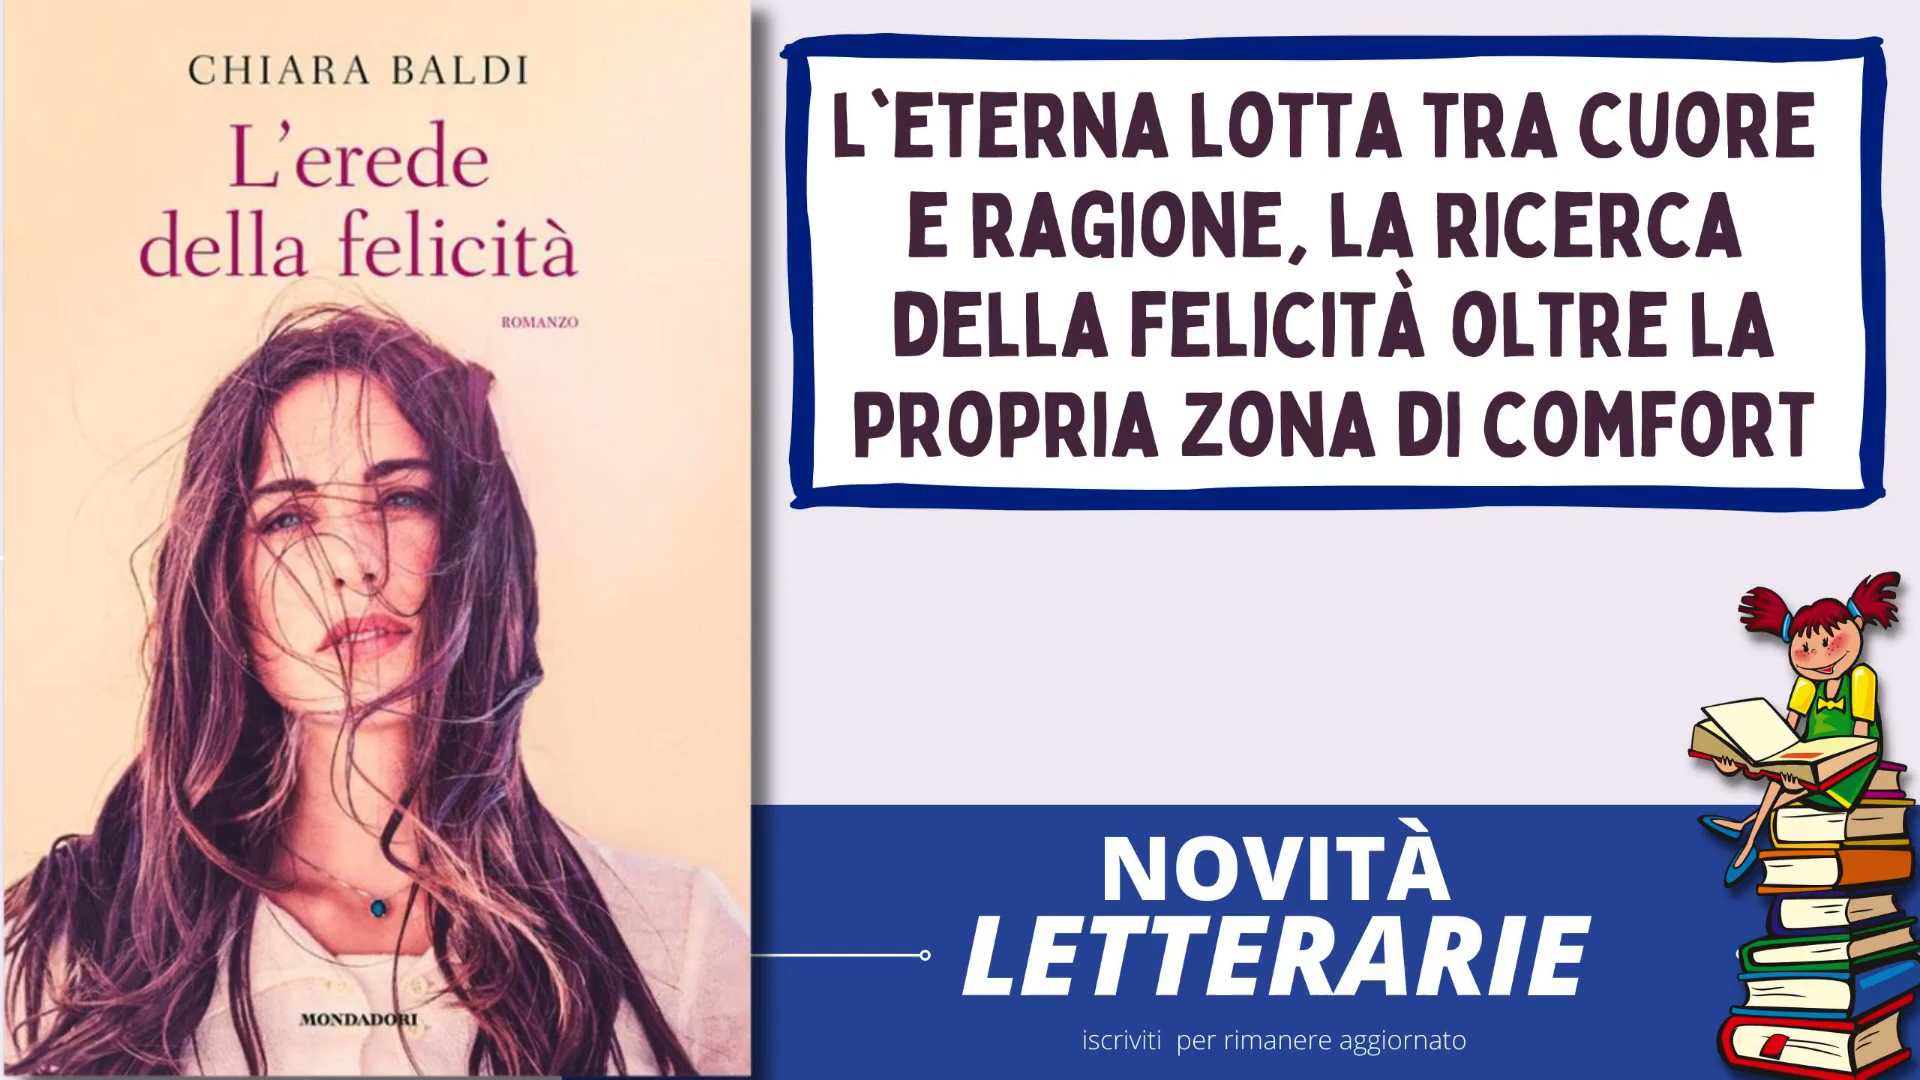 CHIARA BALDI
L'erede
della felicità
ROMANZO
MONDADORI
L'ETERNA LOTTA TRA CUORE
E RAGIONE, LA RICERCA
DELLA FELICITÀ OLTRE LA
PROPRIA ZONA DI COMFORT
NOVITÀ
LETTERARIE
iscriviti per rimanere aggiornato